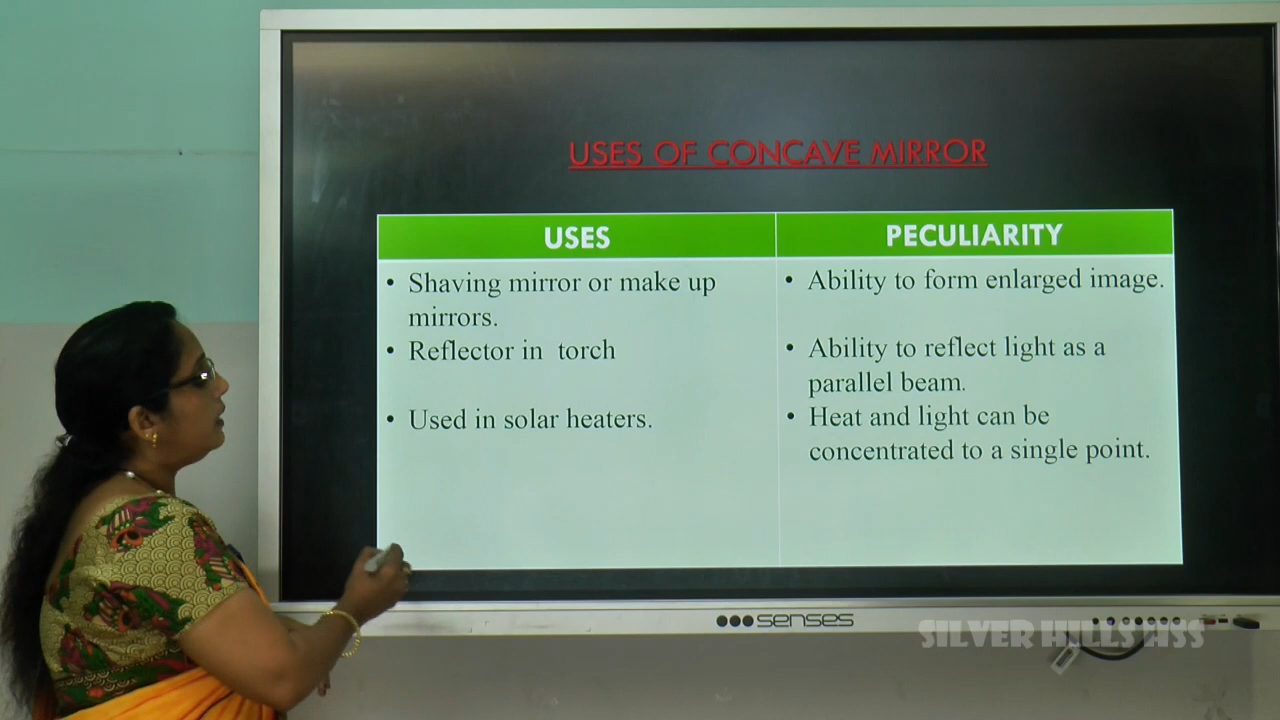 USES OF CONCAVE MIRROR
USES
PECULIARITY
• Shaving mirror or make up
mirrors.
• Reflector in torch
• Used in solar heaters.
• Ability to form enlarged image.
• Ability to reflect light as a
parallel beam.
• Heat and light can be
concentrated to a single point.
senses
SILVER HILLS HSS